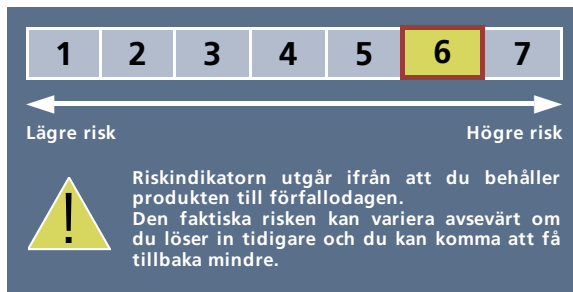 1 2 3 4 5 6 7
Lägre risk Högre risk
Riskindikatorn utgår ifrån att du behåller
produkten till förfallodagen.
Den faktiska risken kan variera avsevärt om
du löser in tidigare och du kan komma att få
tillbaka mindre.
!